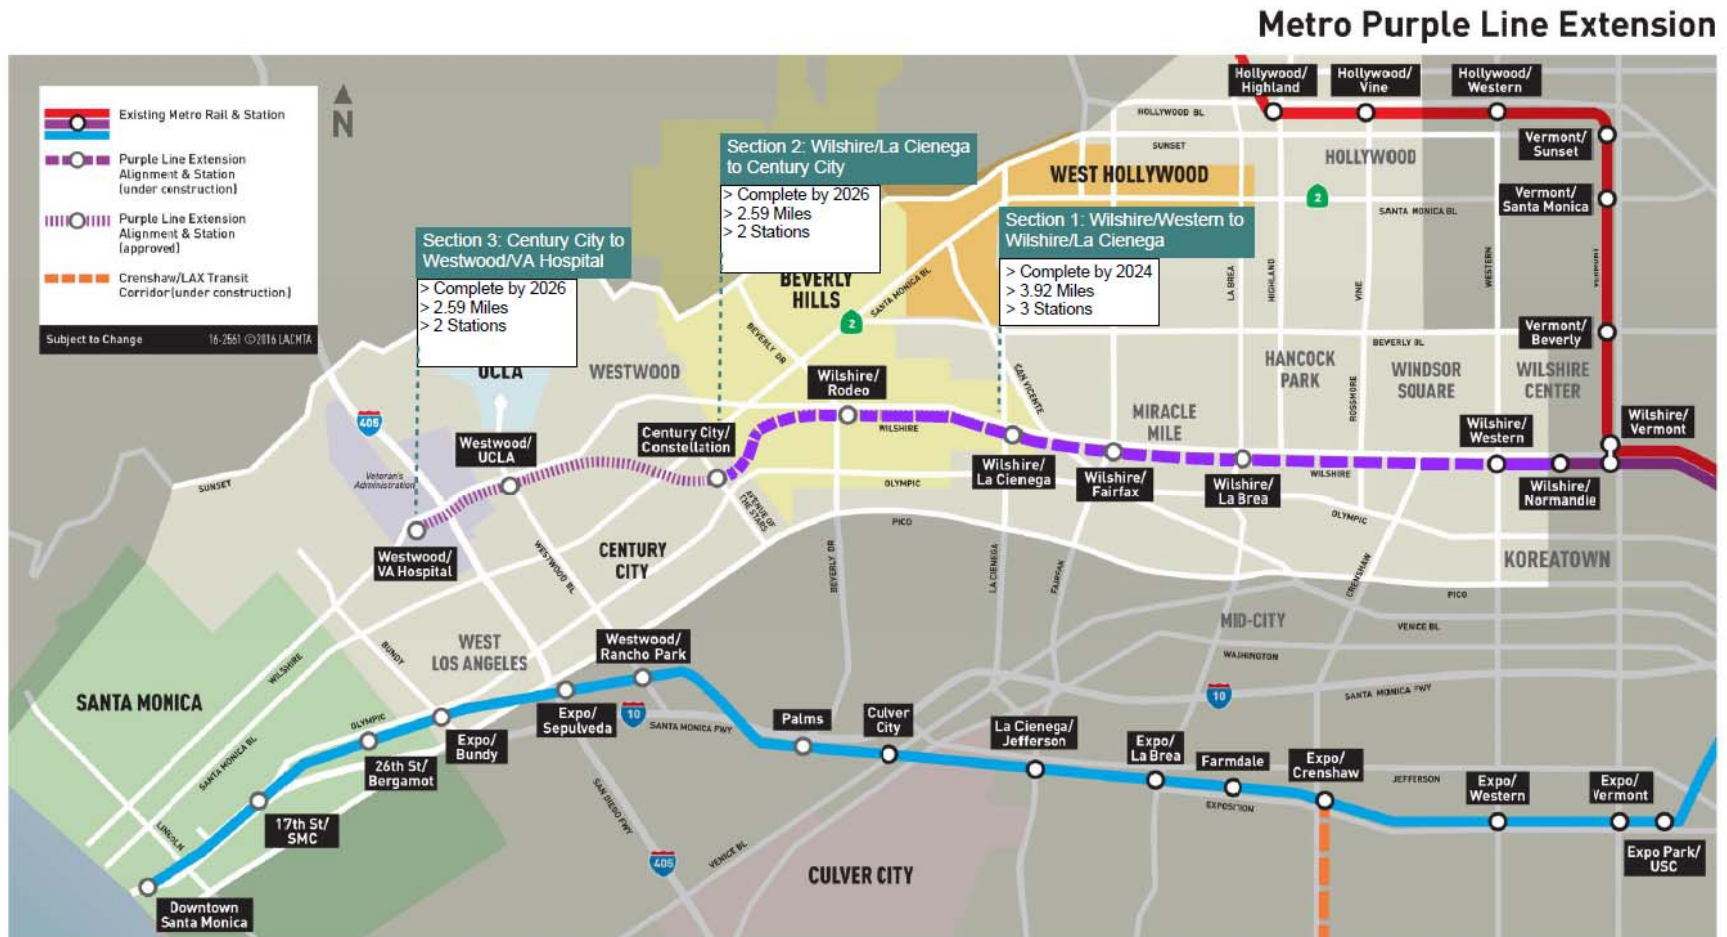 Metro Purple Line Extension
Existing Metro Rail & Station
Purple Line Extension
Alignment & Station
(under construction)
Purple Line Extension
Alignment & Station
(approved)
Crenshaw/LAX Transit
Corridor(under construction)
Subject to Change
16-2561 ©2016 LACMTA
N
Section 3: Century City to
Westwood/VA Hospital
> Complete by 2026
> 2.59 Miles
> 2 Stations
Section 2: Wilshire/La Cienega
to Century City
> Complete by 2026
> 2.59 Miles
> 2 Stations
Section 1: Wilshire/Western to
Wilshire/La Cienega
> Complete by 2024
> 3.92 Miles
> 3 Stations
Hollywood/
Highland
Hollywood/
Vine
Hollywood/
Western
HOLLYWOOD BL
SUNSET
HOLLYWOOD
Vermont/
Sunset
WEST HOLLYWOOD
2
SANTA MONICA BL
Vermont/
Santa Monica
LA BREA
HIGHLAND
VINE
WESTERN
VERMONT
BEVERLY
HILLS
SANTA MONICA BL
2
BEVERLY DR
Vermont/
Beverly
BEVERLY BL
HANCOCK
PARK
WINDSOR
SQUARE
WILSHIRE
CENTER
ROSSMORE
UCLA
WESTWOOD
Wilshire/
Rodeo
SAN VICENTE
MIRACLE
MILE
405
Westwood/
UCLA
Century City/
Constellation
WILSHIRE
Wilshire/
Western
Wilshire/
Vermont
Veteran's
Administration
SUNSET
OLYMPIC
Wilshire/
La Cienega
Wilshire/
Fairfax
Wilshire/
La Brea
WILSHIRE
Wilshire/
Normandie
AVENUE OF
THE STARS
PICO
OLYMPIC
Westwood/
VA Hospital
WESTWOOD BL
CENTURY
CITY
BEVERLY DR
LA CIENEGA
FAIRFAX
CRENSHAW
KOREATOWN
PICO
MID-CITY
VENICE BL
WASHINGTON
WEST
LOS ANGELES
BUNDY
WILSHIRE
Westwood/
Rancho Park
SANTA MONICA
10
SANTA MONICA FWY
OLYMPIC
SANTA MONICA BL
Expo/
Bundy
26th St/
Bergamot
Expo/
Sepulveda
10
SANTA MONICA FWY
Palms
Culver
City
La Cienega/
Jefferson
Expo/
La Brea
Farmdale
Expo/
Crenshaw
JEFFERSON
Expo/
Western
Expo/
Vermont
EXPOSITION
SAN DIEGO FWY
LINCOLN
17th St/
SMC
405
VENICE BL
CULVER CITY
Expo Park/
USC
Downtown
Santa Monica